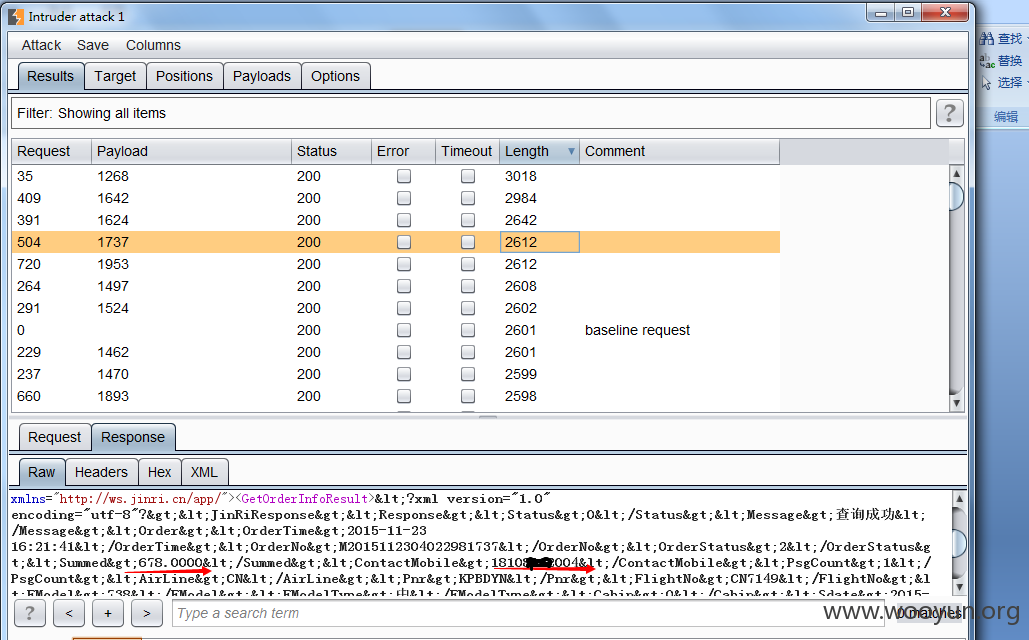 Intruder attack 1
Attack Save Columns
Results Target Positions Payloads Options
Filter: Showing all items ?
Request Payload Status Error Timeout Length Comment
35 1268 200 3018
409 1642 200 2984
391 1624 200 2642
504 1737 200 2612
720 1953 200 2612
264 1497 200 2608
291 1524 200 2602
0 200 2601 baseline request
229 1462 200 2601
237 1470 200 2599
660 1893 200 2598
Request Response
Raw Headers Hex XML
xmlns="http://ws.jinri.cn/app/"><GetOrderInfoResult>&lt;?xml version="1.0"
encoding="utf-8"?&gt;&lt;JinRiResponse&gt;&lt;Response&gt;&lt;Status&gt;0&lt;/Status&gt;&lt;Message&gt;查询成功&lt;
/Message&gt;&lt;Order&gt;&lt;OrderTime&gt;2015-11-23
16:21:41&lt;/OrderTime&gt;&lt;OrderNo&gt;M2015112304022981737&lt;/OrderNo&gt;&lt;OrderStatus&gt;2&lt;/OrderStatus&g
t;&lt;Summed&gt;678.0000&lt;/Summed&gt;&lt;ContactMobile&gt;1810 2004&lt;/ContactMobile&gt;&lt;PsgCount&gt;1&lt;/
PsgCount&gt;&lt;AirLine&gt;CN&lt;/AirLine&gt;&lt;Pnr&gt;KPBDYN&lt;/Pnr&gt;&lt;FlightNo&gt;CN7149&lt;/FlightNo&gt;&l
t;FModel&gt;738&lt;/FModel&gt;&lt;FModelType&gt;中&lt;/FModelType&gt;&lt;Cabin&gt;Q&lt;/Cabin&gt;&lt;Sdate&gt;2015-
? < + > Type a search term 0 matches
查找
替换
选择
编辑
www.wooyun.org